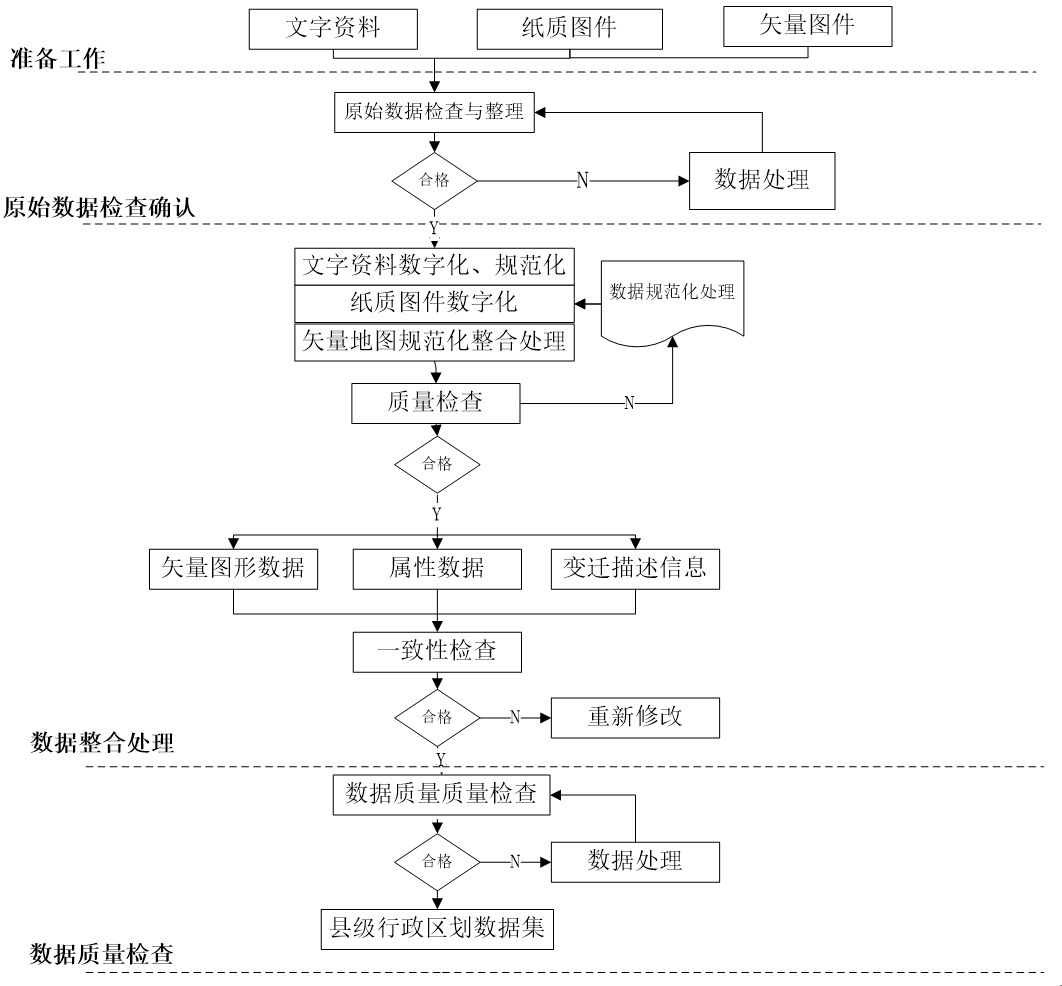 文字资料
纸质图件
矢量图件
准备工作
原始数据检查与整理
合格
N
数据处理
原始数据检查确认
Y
文字资料数字化、规范化
纸质图件数字化
数据规范化处理
矢量地图规范化整合处理
质量检查
N
合格
Y
矢量图形数据
属性数据
变迁描述信息
一致性检查
合格
N
重新修改
数据整合处理
Y
数据质量质量检查
合格
N
数据处理
县级行政区划数据集
数据质量检查